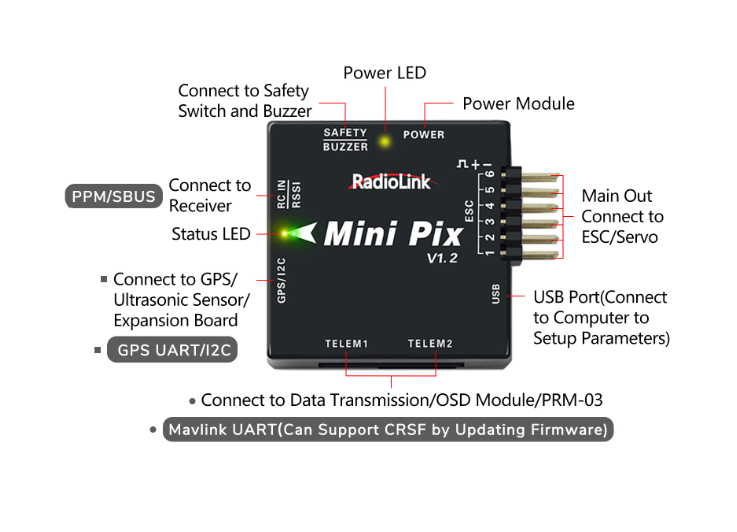 Power LED
Connect to Safety
Switch and Buzzer
Power Module
SAFETY
BUZZER
POWER
RadioLink
PPM/SBUS
Connect to
Receiver
RC IN
RSSI
Status LED
Mini Pix
V1.2
ESC
6
5
4
3
2
1
+
Main Out
Connect to
ESC/Servo
Connect to GPS/
Ultrasonic Sensor/
Expansion Board
GPS UART/I2C
GPS/I2C
USB
USB Port(Connect
to Computer to
Setup Parameters)
TELEM1
TELEM2
Connect to Data Transmission/OSD Module/PRM-03
Mavlink UART(Can Support CRSF by Updating Firmware)